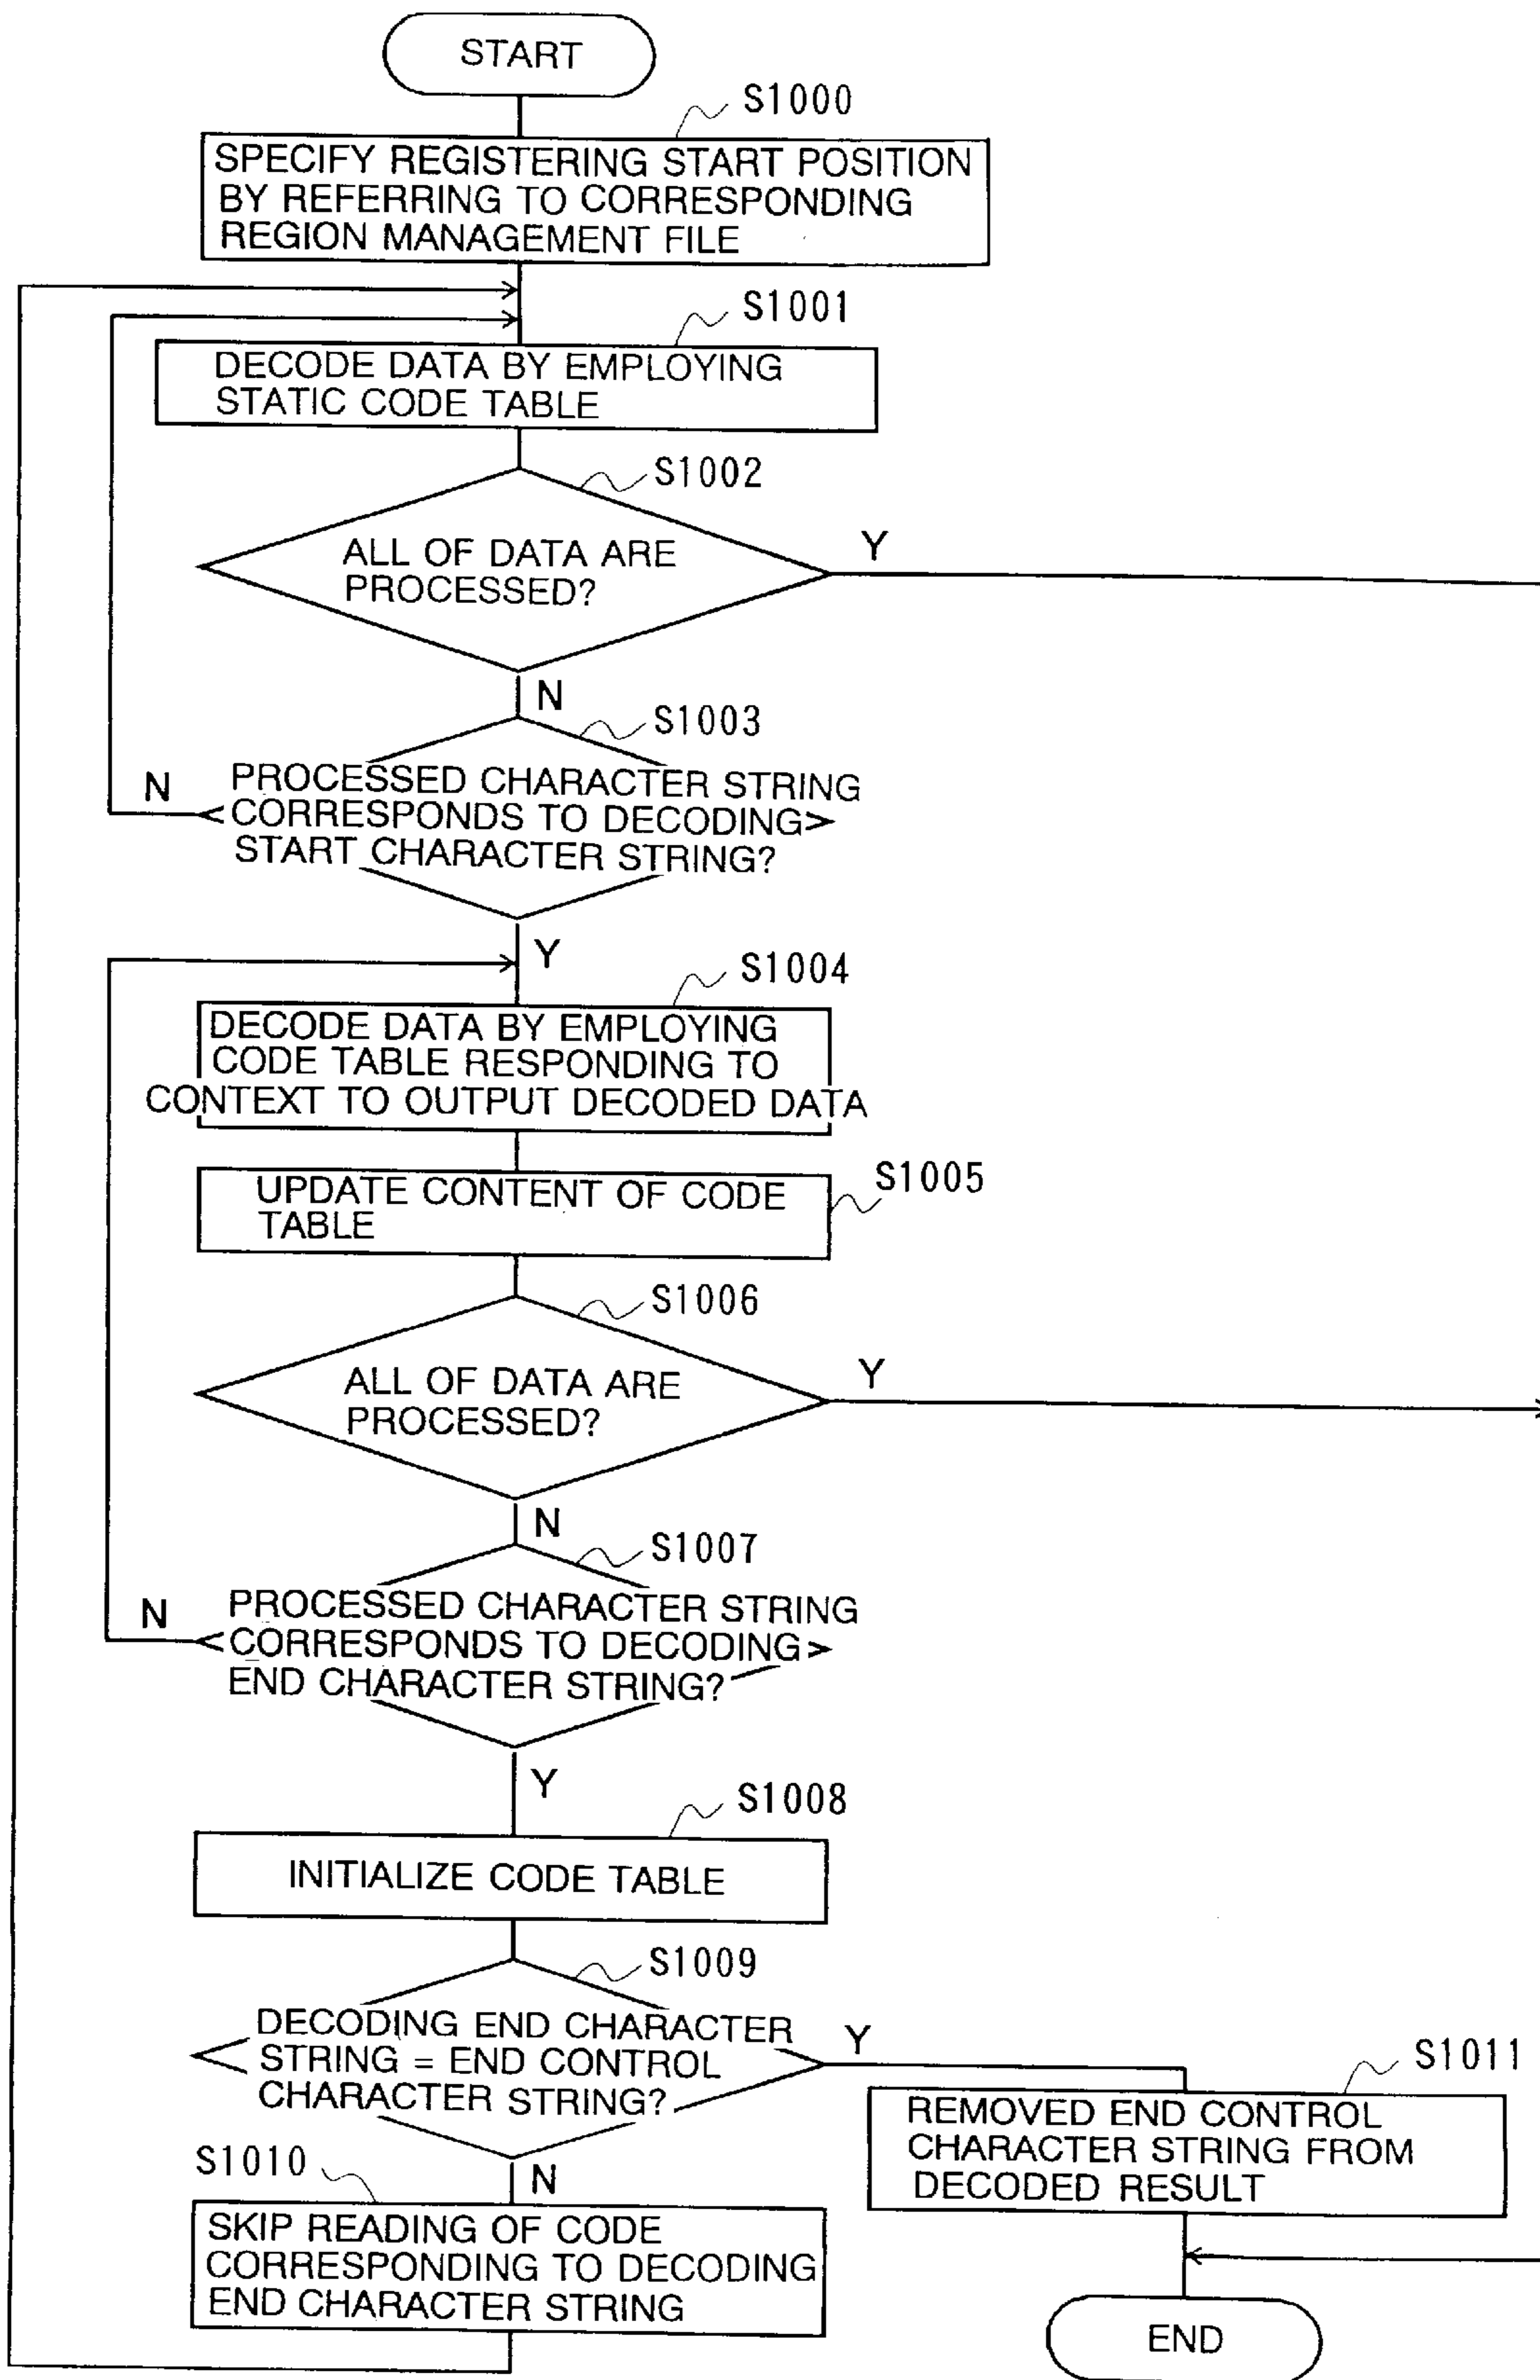 START
S1000
SPECIFY REGISTERING START POSITION
BY REFERRING TO CORRESPONDING
REGION MANAGEMENT FILE
S1001
DECODE DATA BY EMPLOYING
STATIC CODE TABLE
S1002
ALL OF DATA ARE
PROCESSED?
Y
N
S1003
PROCESSED CHARACTER STRING
CORRESPONDS TO DECODING
START CHARACTER STRING?
N
Y
S1004
DECODE DATA BY EMPLOYING
CODE TABLE RESPONDING TO
CONTEXT TO OUTPUT DECODED DATA
S1005
UPDATE CONTENT OF CODE
TABLE
S1006
ALL OF DATA ARE
PROCESSED?
Y
N
S1007
PROCESSED CHARACTER STRING
CORRESPONDS TO DECODING
END CHARACTER STRING?
N
Y
S1008
INITIALIZE CODE TABLE
S1009
DECODING END CHARACTER
STRING = END CONTROL
CHARACTER STRING?
Y
N
S1011
REMOVED END CONTROL
CHARACTER STRING FROM
DECODED RESULT
S1010
SKIP READING OF CODE
CORRESPONDING TO DECODING
END CHARACTER STRING
END